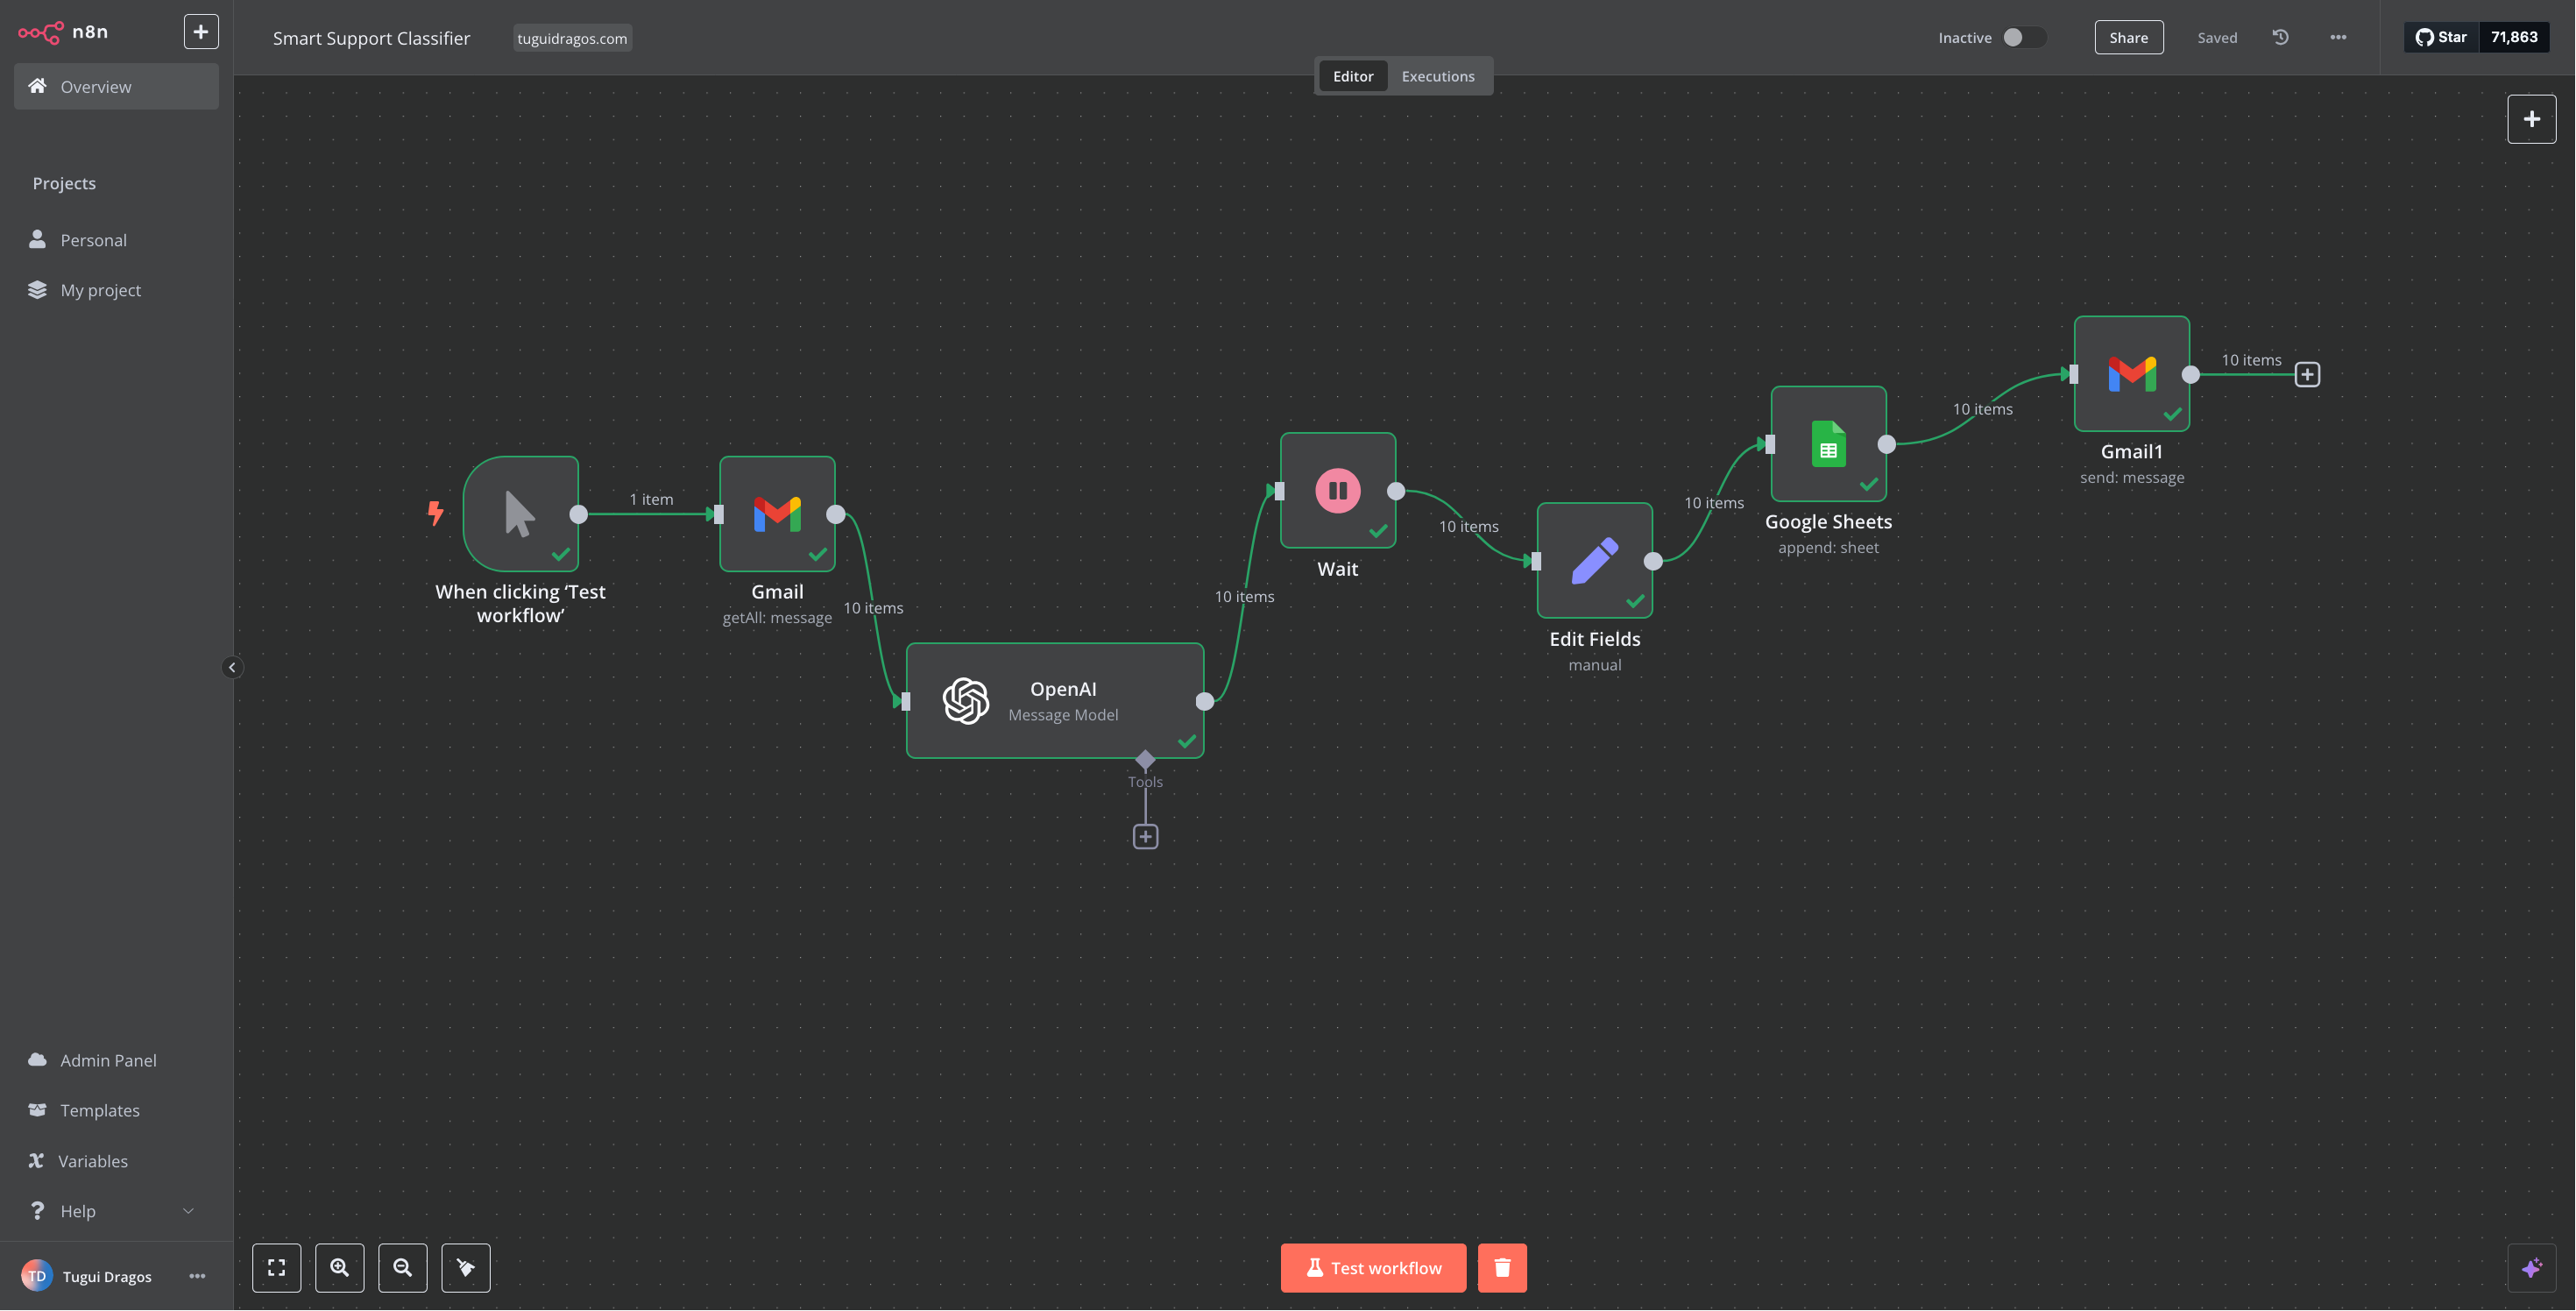 n8n
Smart Support Classifier
tuguidragos.com
Inactive
Share
Saved
Star
71,863
Editor
Executions
Overview
Projects
Personal
My project
Admin Panel
Templates
Variables
Help
TD
Tugui Dragos
When clicking ‘Test
workflow’
1 item
Gmail
getAll: message
10 items
OpenAI
Message Model
Tools
10 items
Wait
10 items
Edit Fields
manual
10 items
Google Sheets
append: sheet
10 items
Gmail1
send: message
10 items
Test workflow